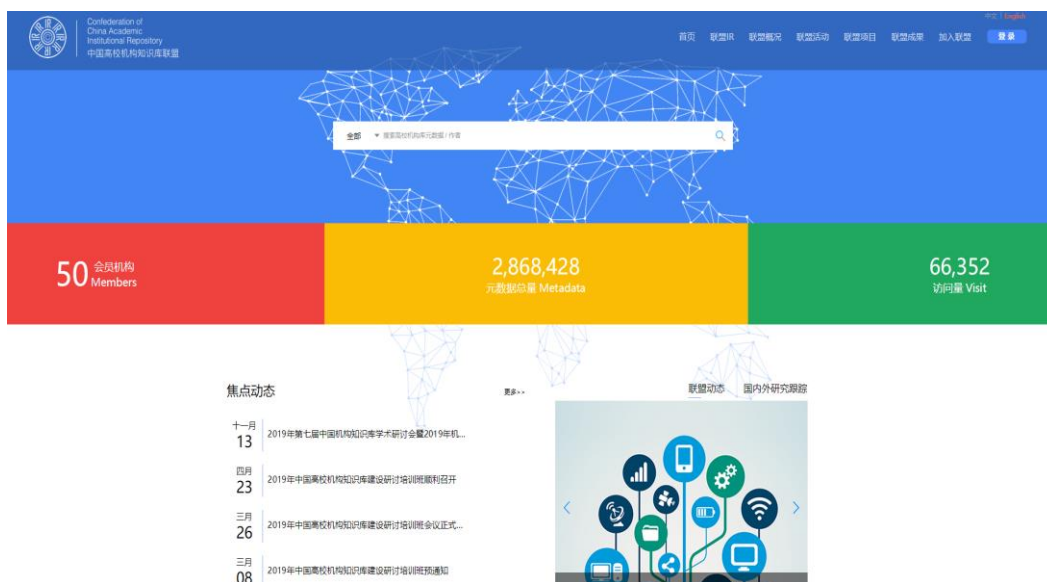 中文 | English
Confederation of
China Academic
Institutional Repository
中国高校机构知识库联盟
首页 联盟IR 联盟概况 联盟活动 联盟项目 联盟成果 加入联盟 登录
全部 搜索高校机构库元数据 / 作者
50 会员机构
Members
2,868,428
元数据总量 Metadata
66,352
访问量 Visit
焦点动态 更多>>
联盟动态 国内外研究跟踪
十一月
13
2019年第七届中国机构知识库学术研讨会暨2019年机...
四月
23
2019年中国高校机构知识库建设研讨培训班顺利召开
三月
26
2019年中国高校机构知识库建设研讨培训班会议正式...
三月
08
2019年中国高校机构知识库建设研讨培训班预通知